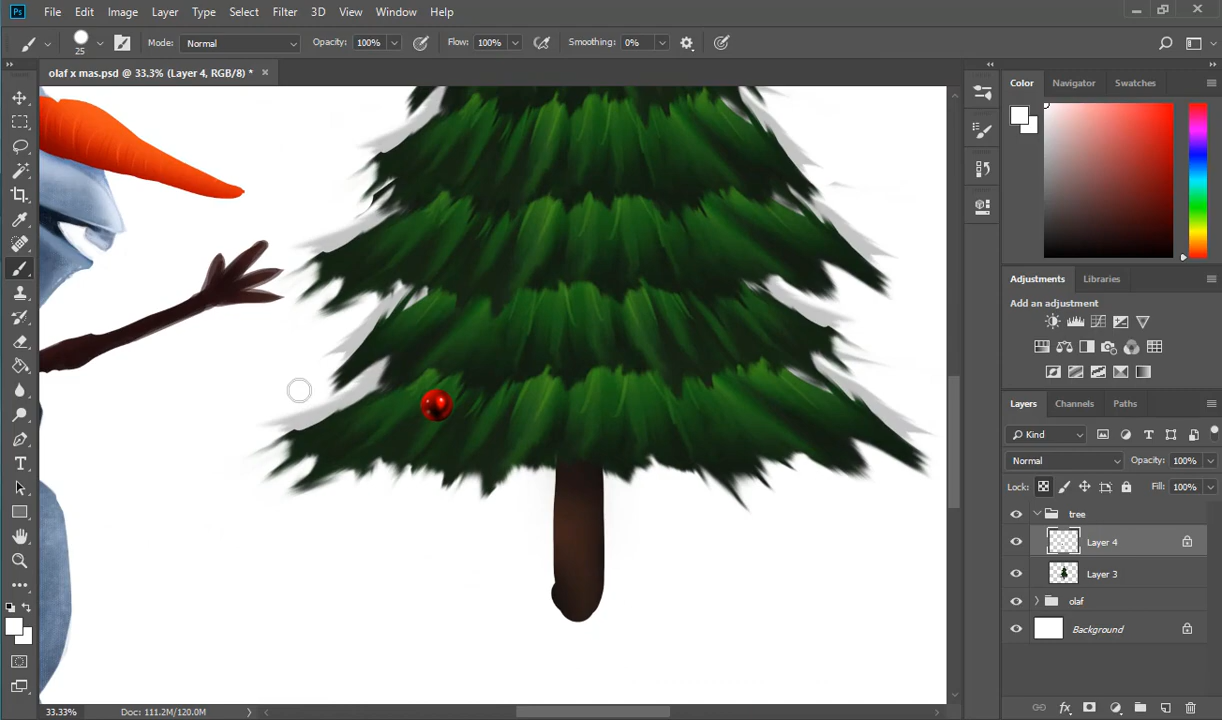 Ps File Edit Image Layer Type Select Filter 3D View Window Help
25 Mode: Normal Opacity: 100% Flow: 100% Smoothing: 0%
olaf x mas.psd @ 33.3% (Layer 4, RGB/8) *
Color Navigator Swatches
Adjustments Libraries
Add an adjustment
Layers Channels Paths
Kind
Normal Opacity: 100%
Lock: Fill: 100%
tree
Layer 4
Layer 3
olaf
Background
33.33% Doc: 111.2M/120.0M